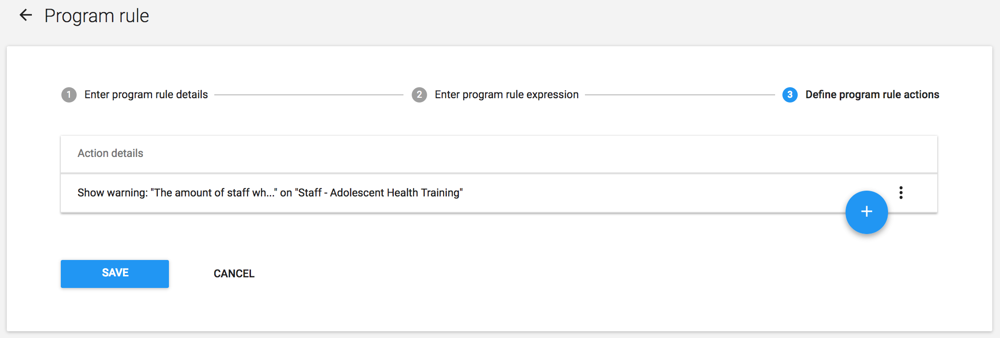 Program rule
1 Enter program rule details 2 Enter program rule expression 3 Define program rule actions
Action details
Show warning: "The amount of staff wh..." on "Staff - Adolescent Health Training"
SAVE CANCEL